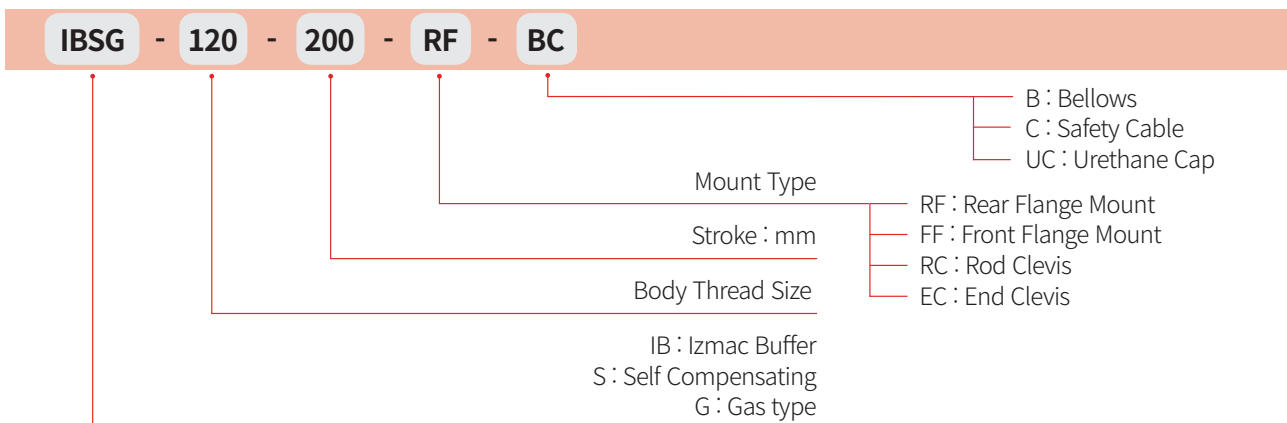 IBSG - 120 - 200 - RF - BC
B : Bellows
C : Safety Cable
UC : Urethane Cap
Mount Type
RF : Rear Flange Mount
FF : Front Flange Mount
RC : Rod Clevis
EC : End Clevis
Stroke : mm
Body Thread Size
IB : Izmac Buffer
S : Self Compensating
G : Gas type